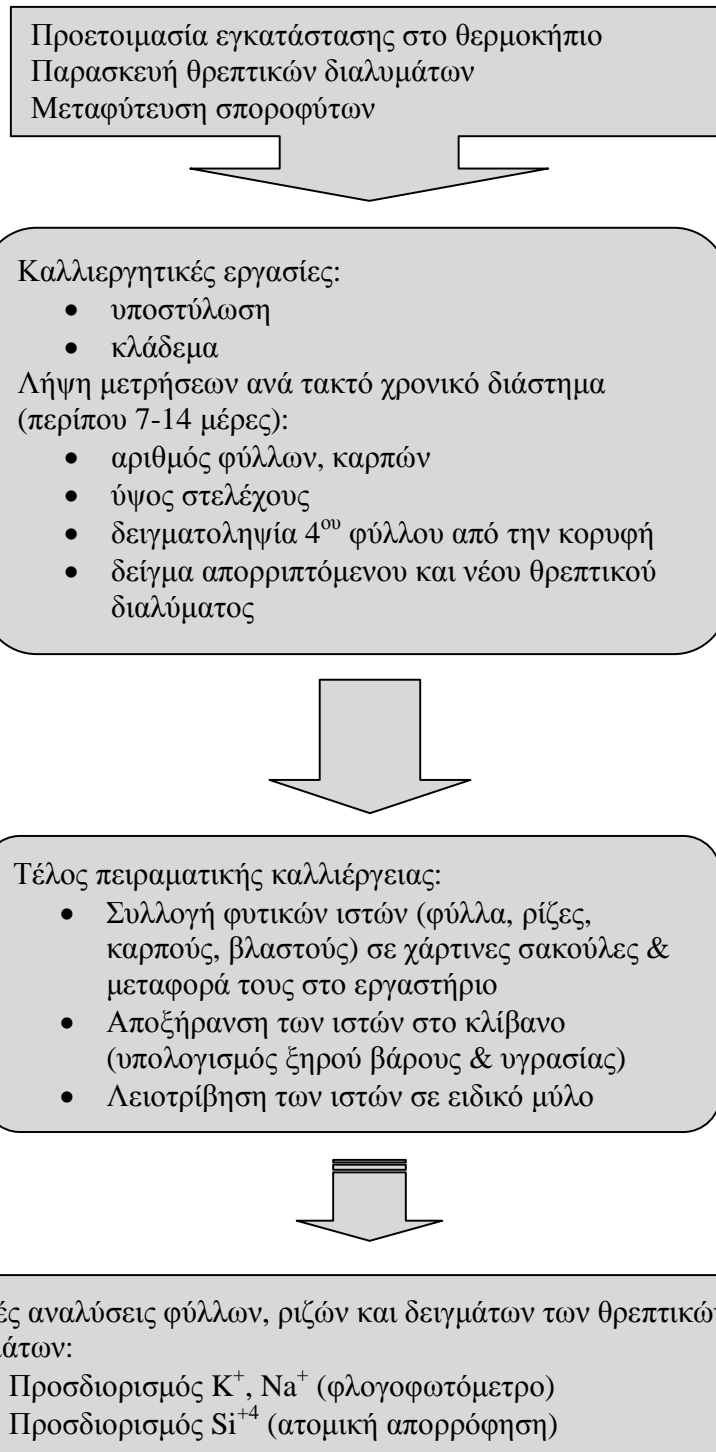 Προετοιμασία εγκατάστασης στο θερμοκήπιο
Παρασκευή θρεπτικών διαλυμάτων
Μεταφύτευση σποροφύτων
Καλλιεργητικές εργασίες:
• υποστύλωση
• κλάδεμα
Λήψη μετρήσεων ανά τακτό χρονικό διάστημα
(περίπου 7-14 μέρες):
• αριθμός φύλλων, καρπών
• ύψος στελέχους
• δειγματοληψία 4ου φύλλου από την κορυφή
• δείγμα απορριπτόμενου και νέου θρεπτικού
διαλύματος
Τέλος πειραματικής καλλιέργειας:
• Συλλογή φυτικών ιστών (φύλλα, ρίζες,
καρπούς, βλαστούς) σε χάρτινες σακούλες &
μεταφορά τους στο εργαστήριο
• Αποξήρανση των ιστών στο κλίβανο
(υπολογισμός ξηρού βάρους & υγρασίας)
• Λειοτρίβηση των ιστών σε ειδικό μύλο
ές αναλύσεις φύλλων, ριζών και δειγμάτων των θρεπτικών
μάτων:
Προσδιορισμός K+, Na+ (φλογοφωτόμετρο)
Προσδιορισμός Si+4 (ατομική απορρόφηση)